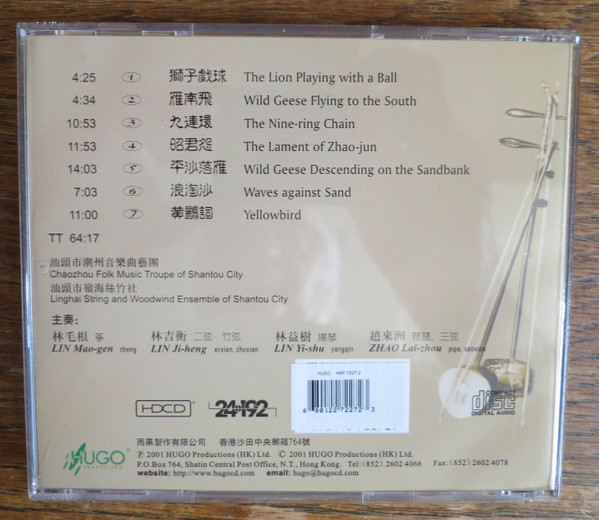 4:25 1 獅子戲球 The Lion Playing with a Ball
4:34 2 雁南飛 Wild Geese Flying to the South
10:53 3 九連環 The Nine-ring Chain
11:53 4 昭君怨 The Lament of Zhao-jun
14:03 5 平沙落雁 Wild Geese Descending on the Sandbank
7:03 6 浪淘沙 Waves against Sand
11:00 7 黃鸝詞 Yellowbird
TT 64:17
汕頭市潮州音樂曲藝團
Chaozhou Folk Music Troupe of Shantou City
汕頭市嶺海絲竹社
Linghai String and Woodwind Ensemble of Shantou City
主奏:
林毛根 箏 林吉衡 二弦、竹弦 林益樹 揚琴 趙來洲 琵琶、三弦
LIN Mao-gen zheng LIN Ji-heng erxian, zhuxian LIN Yi-shu yangqin ZHAO Lai-zhou pipa, sanxian
HUGO HRP 7227-2
HDCD 24•192 6 98122 72272 3 disc
DIGITAL AUDIO
HUGO PRODUCTIONS
雨果製作有限公司 香港沙田中央郵箱764號
℗ 2001 HUGO Productions (HK) Ltd. © 2001 HUGO Productions (HK) Ltd.
P.O.Box 764, Shatin Central Post Office, N.T., Hong Kong. Tel:(852) 2602 4066 Fax:(852) 2602 4078
website: http://www.hugocd.com email: hugo@hugocd.com